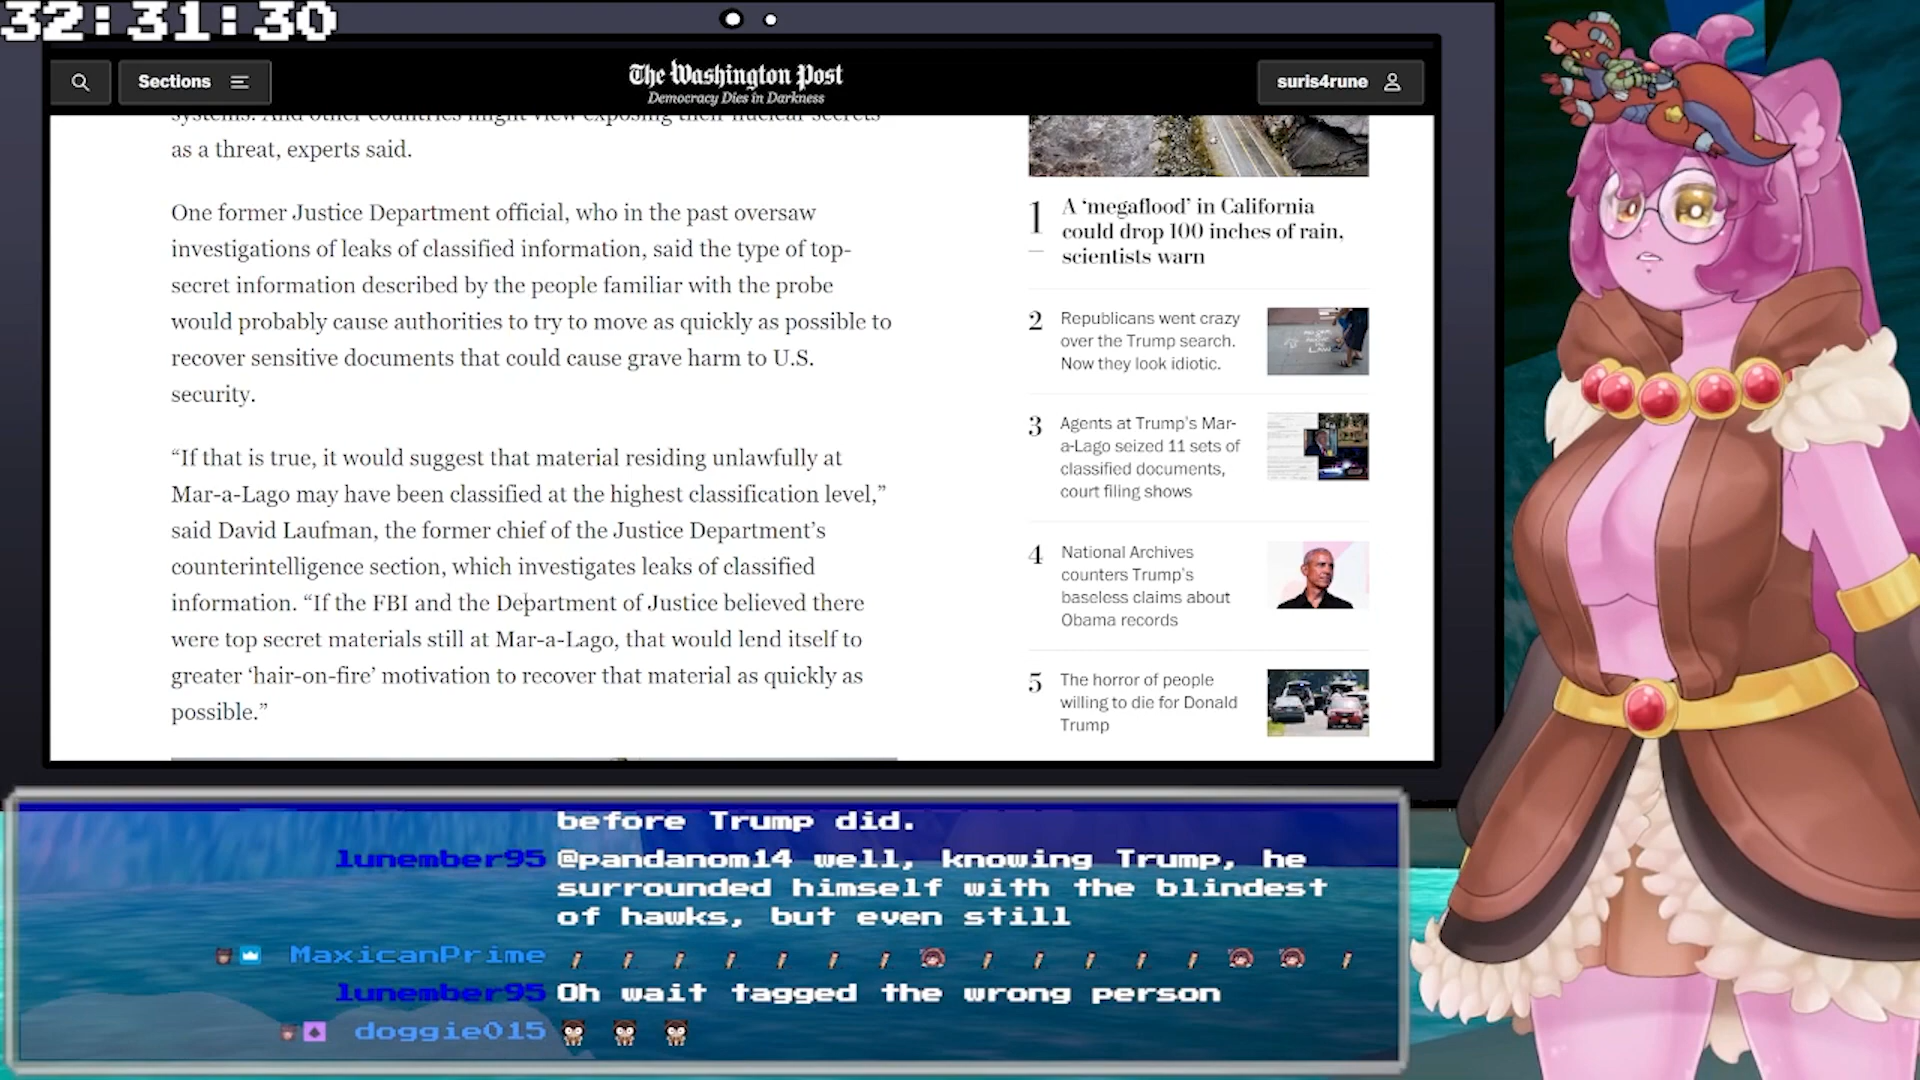 32:31:30
Sections
The Washington Post
Democracy Dies in Darkness
suris4rune
systems. And other countries might view exposing their nuclear secrets
as a threat, experts said.
One former Justice Department official, who in the past oversaw
investigations of leaks of classified information, said the type of top-
secret information described by the people familiar with the probe
would probably cause authorities to try to move as quickly as possible to
recover sensitive documents that could cause grave harm to U.S.
security.
“If that is true, it would suggest that material residing unlawfully at
Mar-a-Lago may have been classified at the highest classification level,”
said David Laufman, the former chief of the Justice Department’s
counterintelligence section, which investigates leaks of classified
information. “If the FBI and the Department of Justice believed there
were top secret materials still at Mar-a-Lago, that would lend itself to
greater ‘hair-on-fire’ motivation to recover that material as quickly as
possible.”
1
A ‘megaflood’ in California
could drop 100 inches of rain,
scientists warn
2
Republicans went crazy
over the Trump search.
Now they look idiotic.
3
Agents at Trump’s Mar-
a-Lago seized 11 sets of
classified documents,
court filing shows
4
National Archives
counters Trump’s
baseless claims about
Obama records
5
The horror of people
willing to die for Donald
Trump
before Trump did.
lunember95 @pandanom14 well, knowing Trump, he
surrounded himself with the blindest
of hawks, but even still
MaxicanPrime
lunember95 Oh wait tagged the wrong person
doggie015